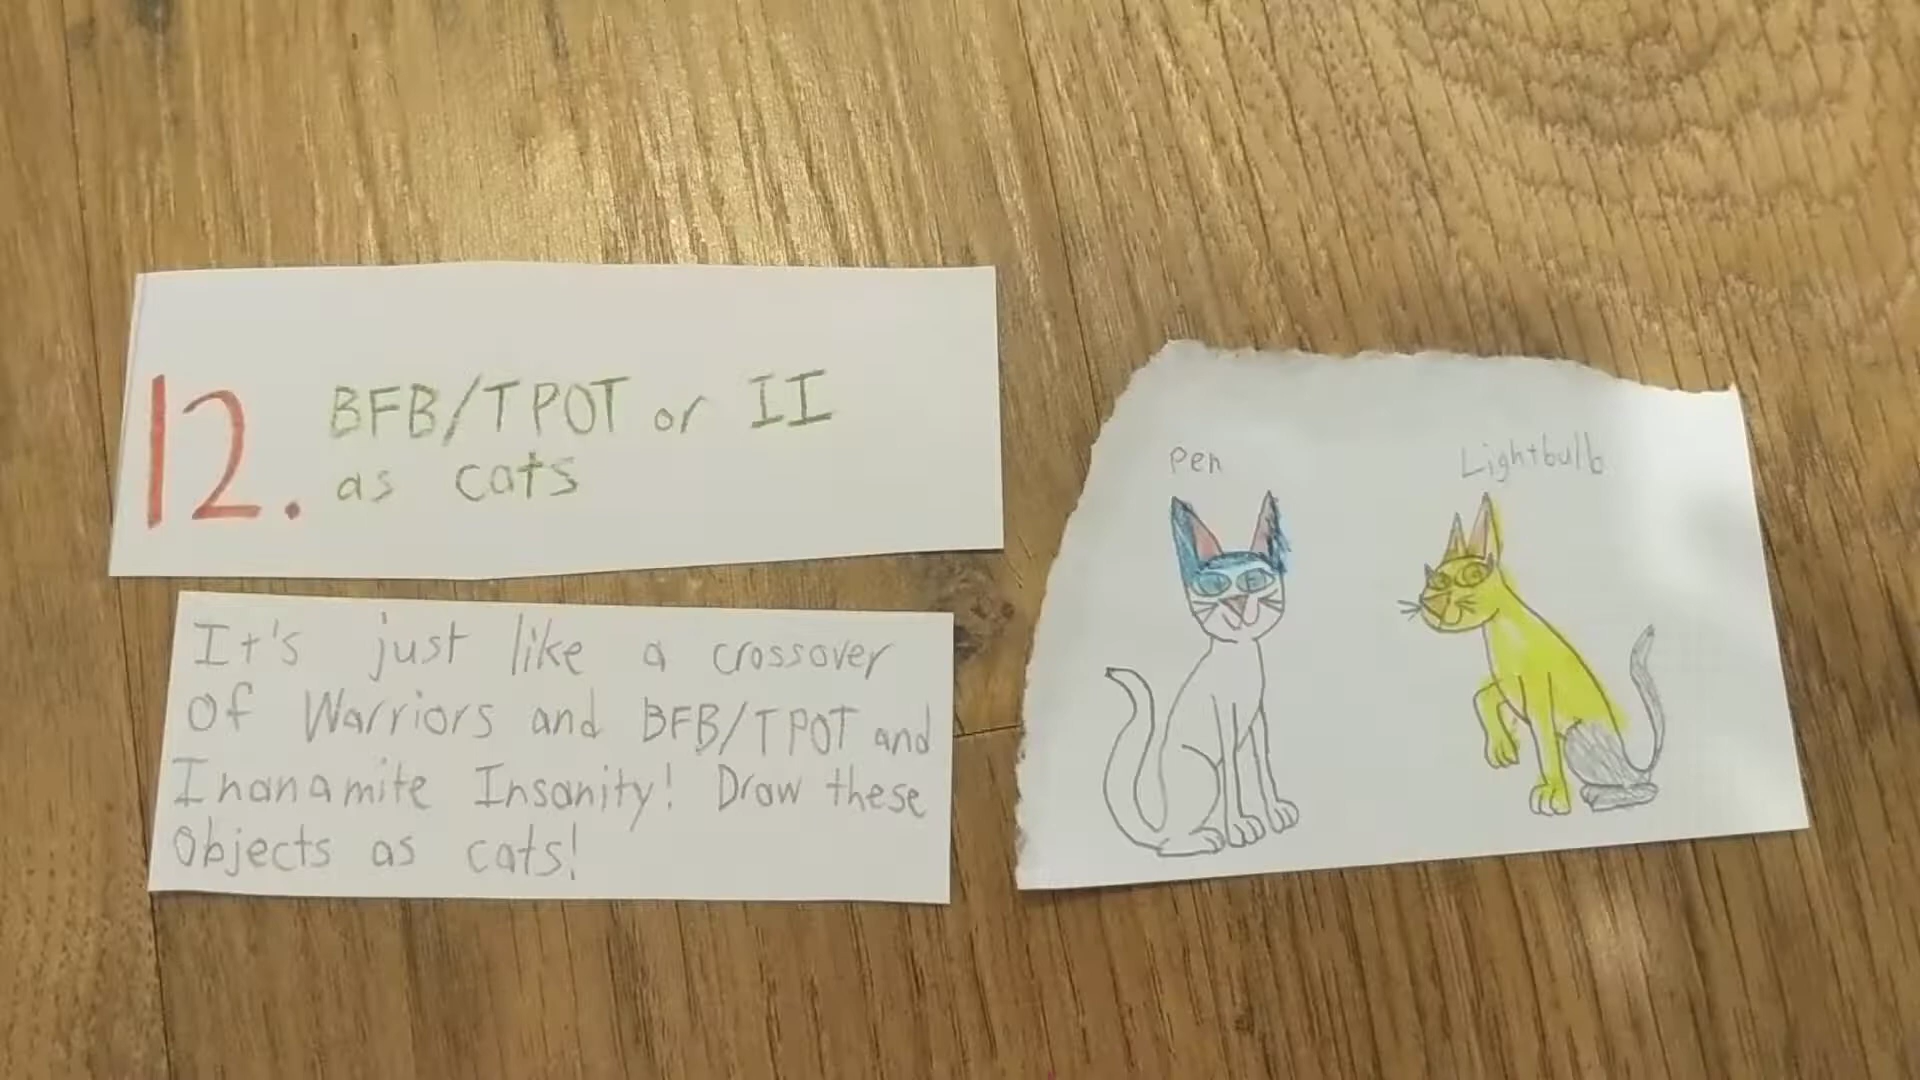 12. BFB/TPOT or II
as cats
It's just like a crossover
Of Warriors and BFB/TPOT and
Inanamite Insanity! Draw these
Objects as cats!
Pen
Lightbulb